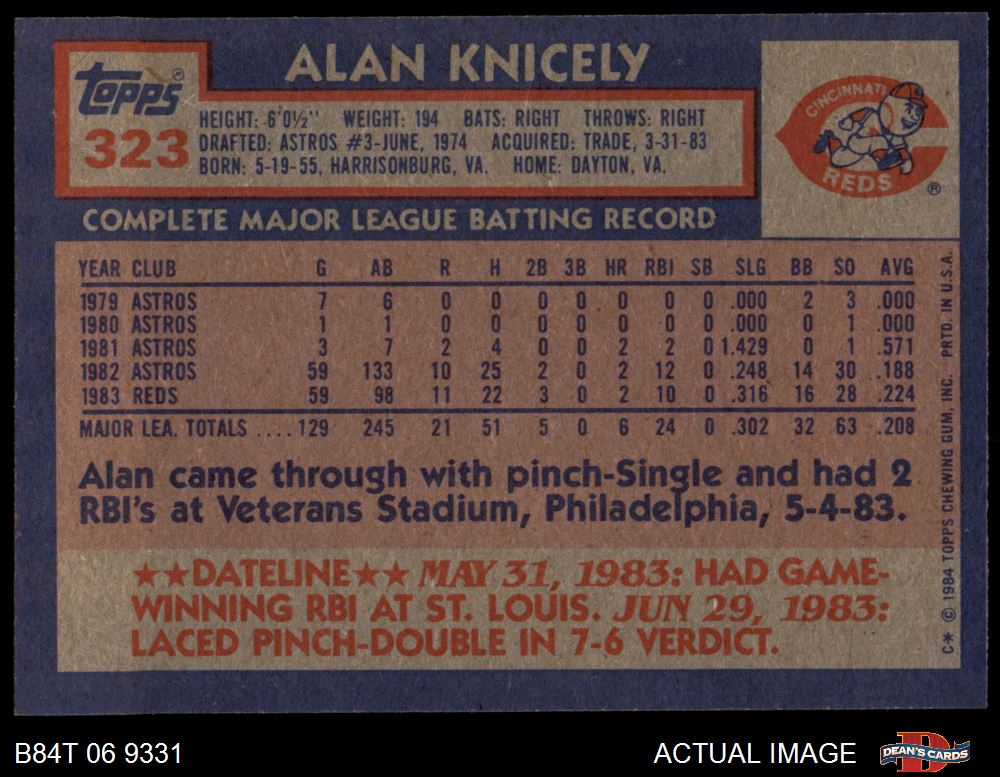 ALAN KNICELY
Topps®
323
HEIGHT: 6'0½" WEIGHT: 194 BATS: RIGHT THROWS: RIGHT
DRAFTED: ASTROS #3-JUNE, 1974 ACQUIRED: TRADE, 3-31-83
BORN: 5-19-55, HARRISONBURG, VA. HOME: DAYTON, VA.
CINCINNATI
REDS
®
COMPLETE MAJOR LEAGUE BATTING RECORD
YEAR CLUB G AB R H 2B 3B HR RBI SB SLG BB SO AVG
1979 ASTROS 7 6 0 0 0 0 0 0 0 .000 2 3 .000
1980 ASTROS 1 1 0 0 0 0 0 0 0 .000 0 1 .000
1981 ASTROS 3 7 2 4 0 0 2 2 0 1.429 0 1 .571
1982 ASTROS 59 133 10 25 2 0 2 12 0 .248 14 30 .188
1983 REDS 59 98 11 22 3 0 2 10 0 .316 16 28 .224
MAJOR LEA. TOTALS ....129 245 21 51 5 0 6 24 0 .302 32 63 .208
Alan came through with pinch-Single and had 2
RBI's at Veterans Stadium, Philadelphia, 5-4-83.
★★DATELINE★★ MAY 31, 1983: HAD GAME-
WINNING RBI AT ST. LOUIS. JUN 29, 1983:
LACED PINCH-DOUBLE IN 7-6 VERDICT.
C* © 1984 TOPPS CHEWING GUM, INC. PRTD. IN U.S.A.
B84T 06 9331
ACTUAL IMAGE
DEAN'S CARDS